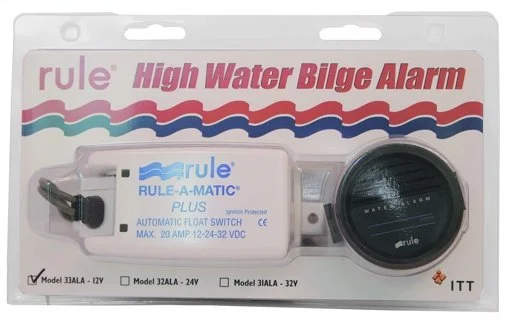 rule® High Water Bilge Alarm
rule®
RULE-A-MATIC®
PLUS
Ignition Protected
AUTOMATIC FLOAT SWITCH CE
MAX. 20 AMP 12-24-32 VDC
WATER ALARM
rule
Model 33ALA - 12V
Model 32ALA - 24V
Model 31ALA - 32V
ITT